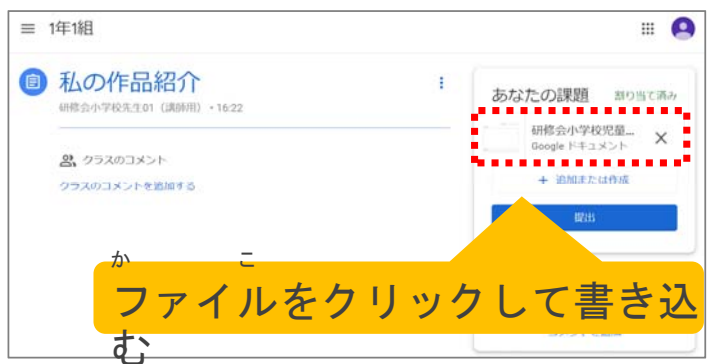 1年1組
私の作品紹介
研修会小学校先生01（講師用） • 16:22
クラスのコメント
クラスのコメントを追加する
あなたの課題 割り当て済み
研修会小学校児童...
Google ドキュメント
+ 追加または作成
提出
か こ
ファイルをクリックして書き込
む